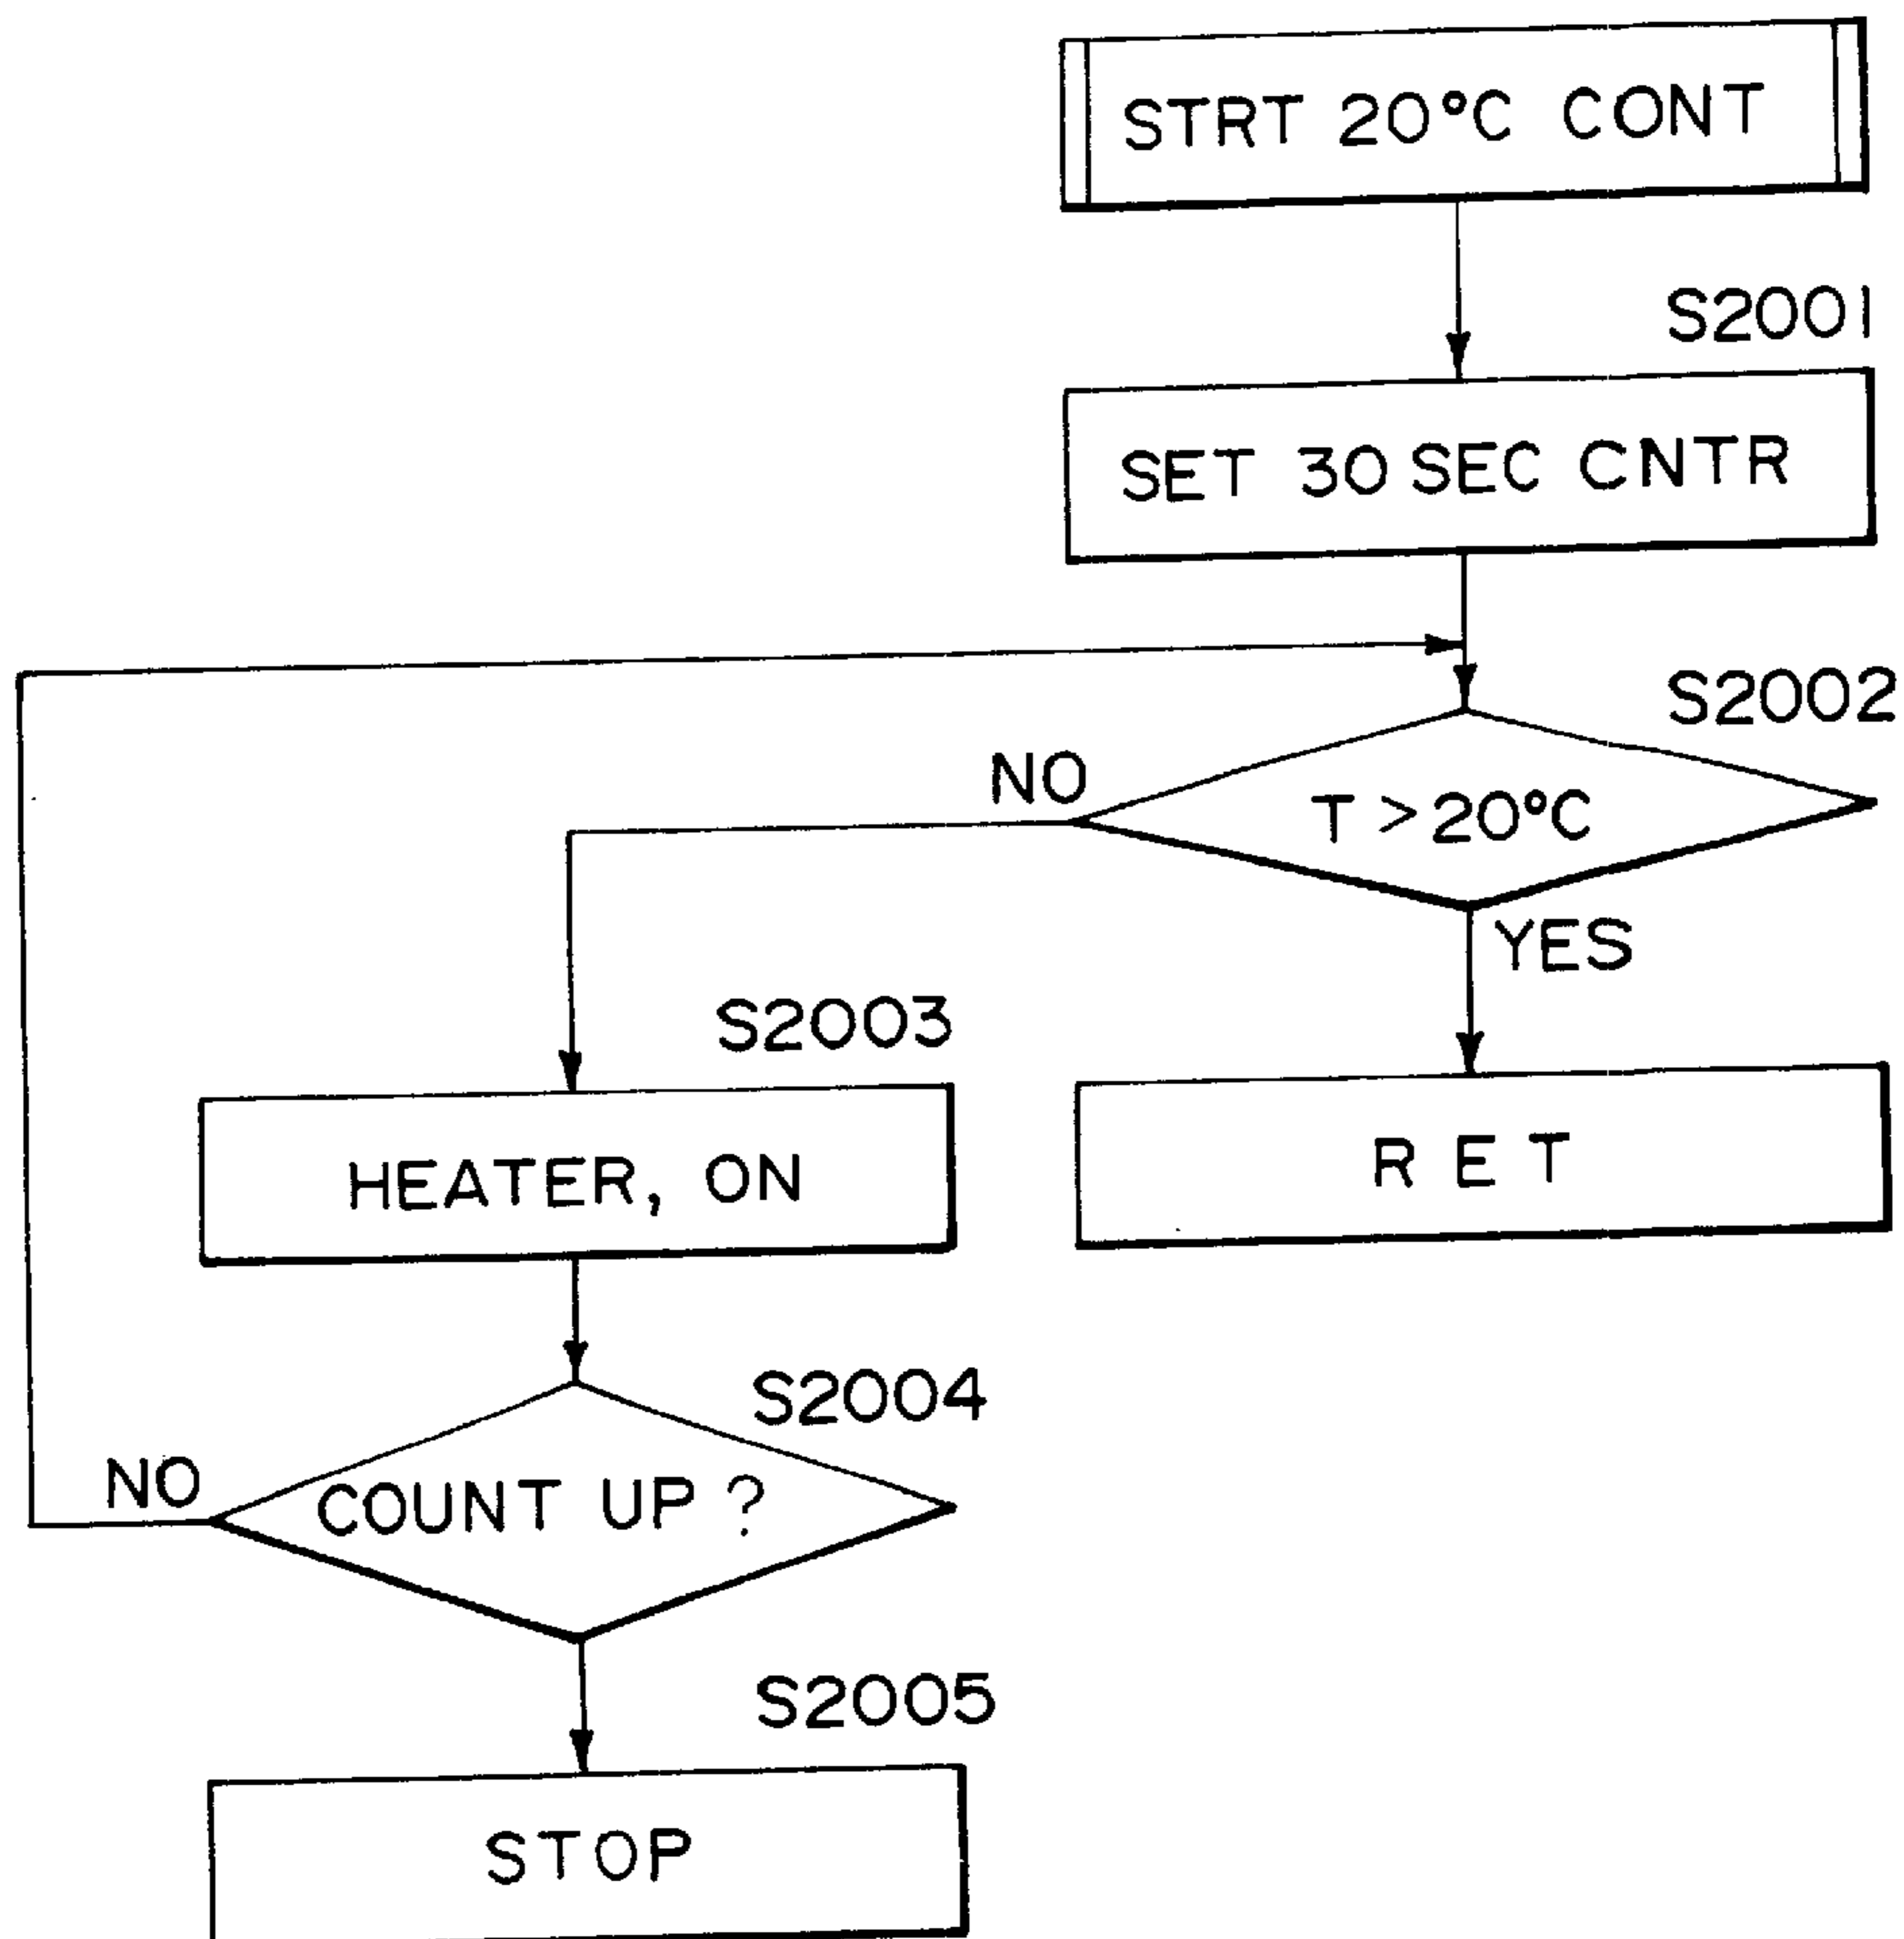 STRT 20°C CONT
S2001
SET 30 SEC CNTR
S2002
NO
T > 20°C
YES
S2003
HEATER, ON
RET
S2004
NO
COUNT UP ?
S2005
STOP